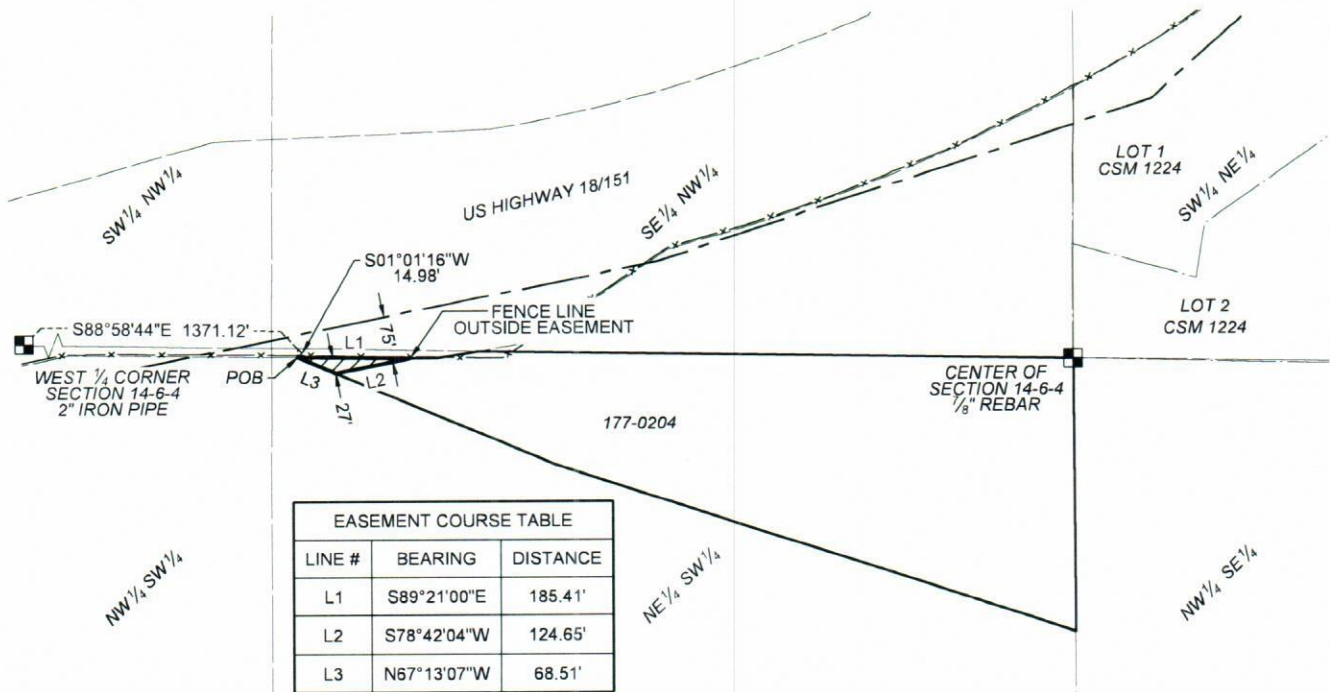 LOT 1
CSM 1224
SW¼ NW¼
US HIGHWAY 18/151
SE¼ NW¼
SW¼ NE¼
S01°01'16"W
14.98'
LOT 2
CSM 1224
S88°58'44"E 1371.12'
75'
FENCE LINE
OUTSIDE EASEMENT
L1
WEST ¼ CORNER
SECTION 14-6-4
2" IRON PIPE
POB
L3
L2
27'
CENTER OF
SECTION 14-6-4
⅞" REBAR
177-0204
NW¼ SW¼
NE¼ SW¼
NW¼ SE¼
EASEMENT COURSE TABLE
LINE # BEARING DISTANCE
L1 S89°21'00"E 185.41'
L2 S78°42'04"W 124.65'
L3 N67°13'07"W 68.51'